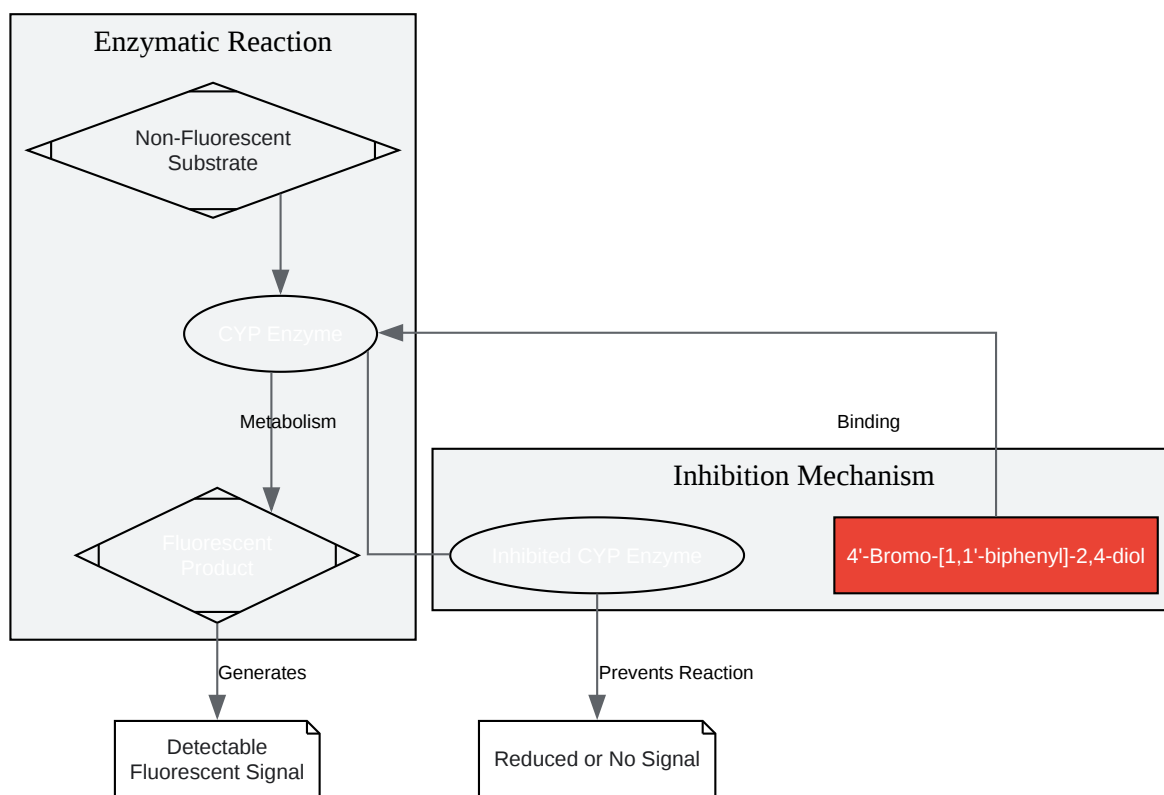 Enzymatic Reaction
Non-Fluorescent
Substrate
CYP Enzyme
Metabolism
Binding
Inhibition Mechanism
Fluorescent
Product
Inhibited CYP Enzyme
4'-Bromo-[1,1'-biphenyl]-2,4-diol
Generates
Prevents Reaction
Detectable
Fluorescent Signal
Reduced or No Signal